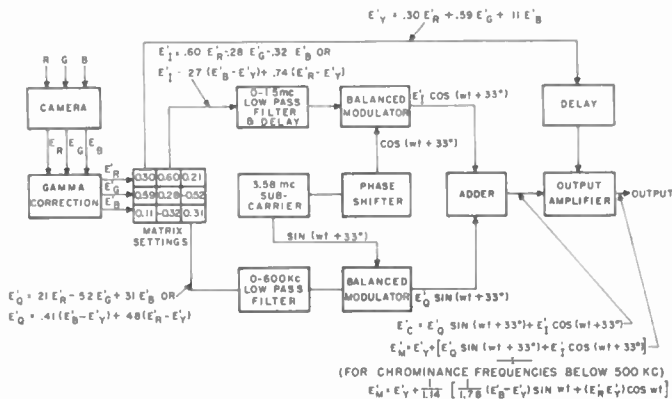 E'Y = .30 E'R + .59 E'G + .11 E'B
E'I = .60 E'R-.28 E'G-.32 E'B OR
E'I - 27 (E'B-E'Y) + .74 (E'R-E'Y)
R G B
CAMERA
ER EG EB
GAMMA
CORRECTION
E'R
E'G
E'B
0.30 0.60 0.21
0.59 0.28 -0.52
0.11 -0.32 0.31
MATRIX
SETTINGS
0-1.5mc
LOW PASS
FILTER
& DELAY
BALANCED
MODULATOR
E'I COS (wt + 33°)
COS (wt + 33°)
DELAY
3.58 mc
SUB-
CARRIER
PHASE
SHIFTER
ADDER
OUTPUT
AMPLIFIER
OUTPUT
SIN (wt + 33°)
0-600Kc
LOW PASS
FILTER
BALANCED
MODULATOR
E'Q SIN (wt + 33°)
E'Q = 21 E'R - 52 E'G + 31 E'B OR
E'Q = .41 (E'B-E'Y) + 48 (E'R-E'Y)
E'C = E'Q SIN (wt + 33°) + E'I COS (wt + 33°)
E'M = E'Y + [E'Q SIN (wt + 33°) + E'I COS (wt + 33°)]
(FOR CHROMINANCE FREQUENCIES BELOW 500 KC)
E'M = E'Y + 1/1.14 [1/1.78 (E'B-E'Y) SIN wt + (E'R E'Y) COS wt]